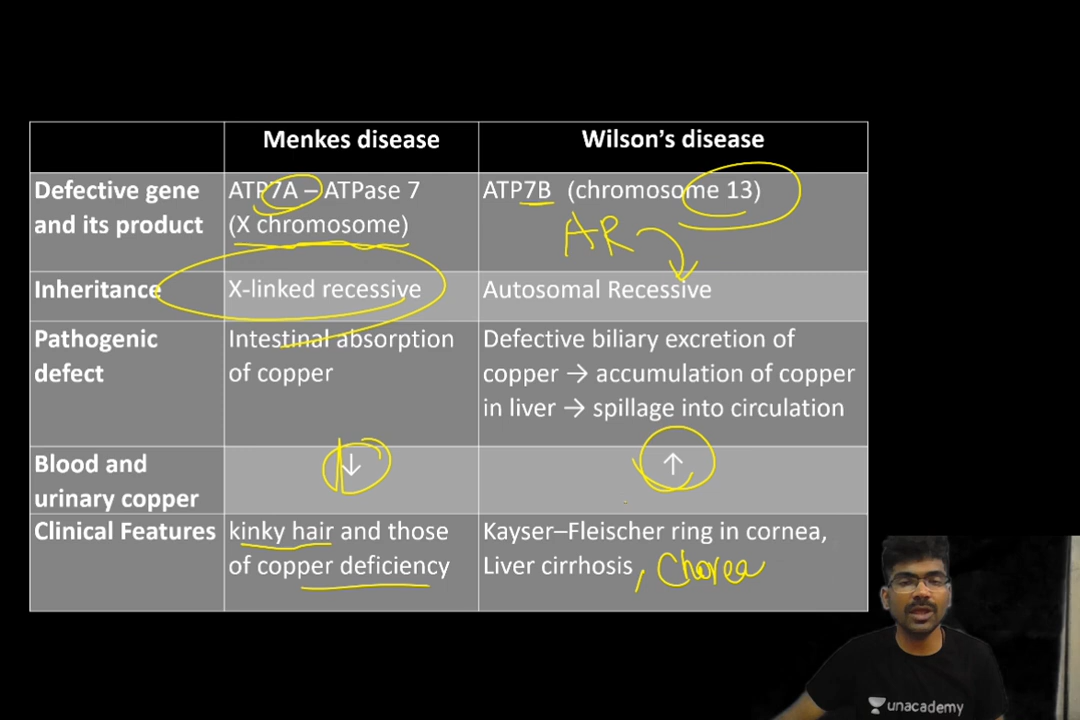 Menkes disease
Wilson's disease
Defective gene
and its product
ATP7A – ATPase 7
(X chromosome)
ATP7B (chromosome 13)
AR
Inheritance
X-linked recessive
Autosomal Recessive
Pathogenic
defect
Intestinal absorption
of copper
Defective biliary excretion of
copper → accumulation of copper
in liver → spillage into circulation
Blood and
urinary copper
↓
↑
Clinical Features
kinky hair and those
of copper deficiency
Kayser–Fleischer ring in cornea,
Liver cirrhosis, Chorea
unacademy